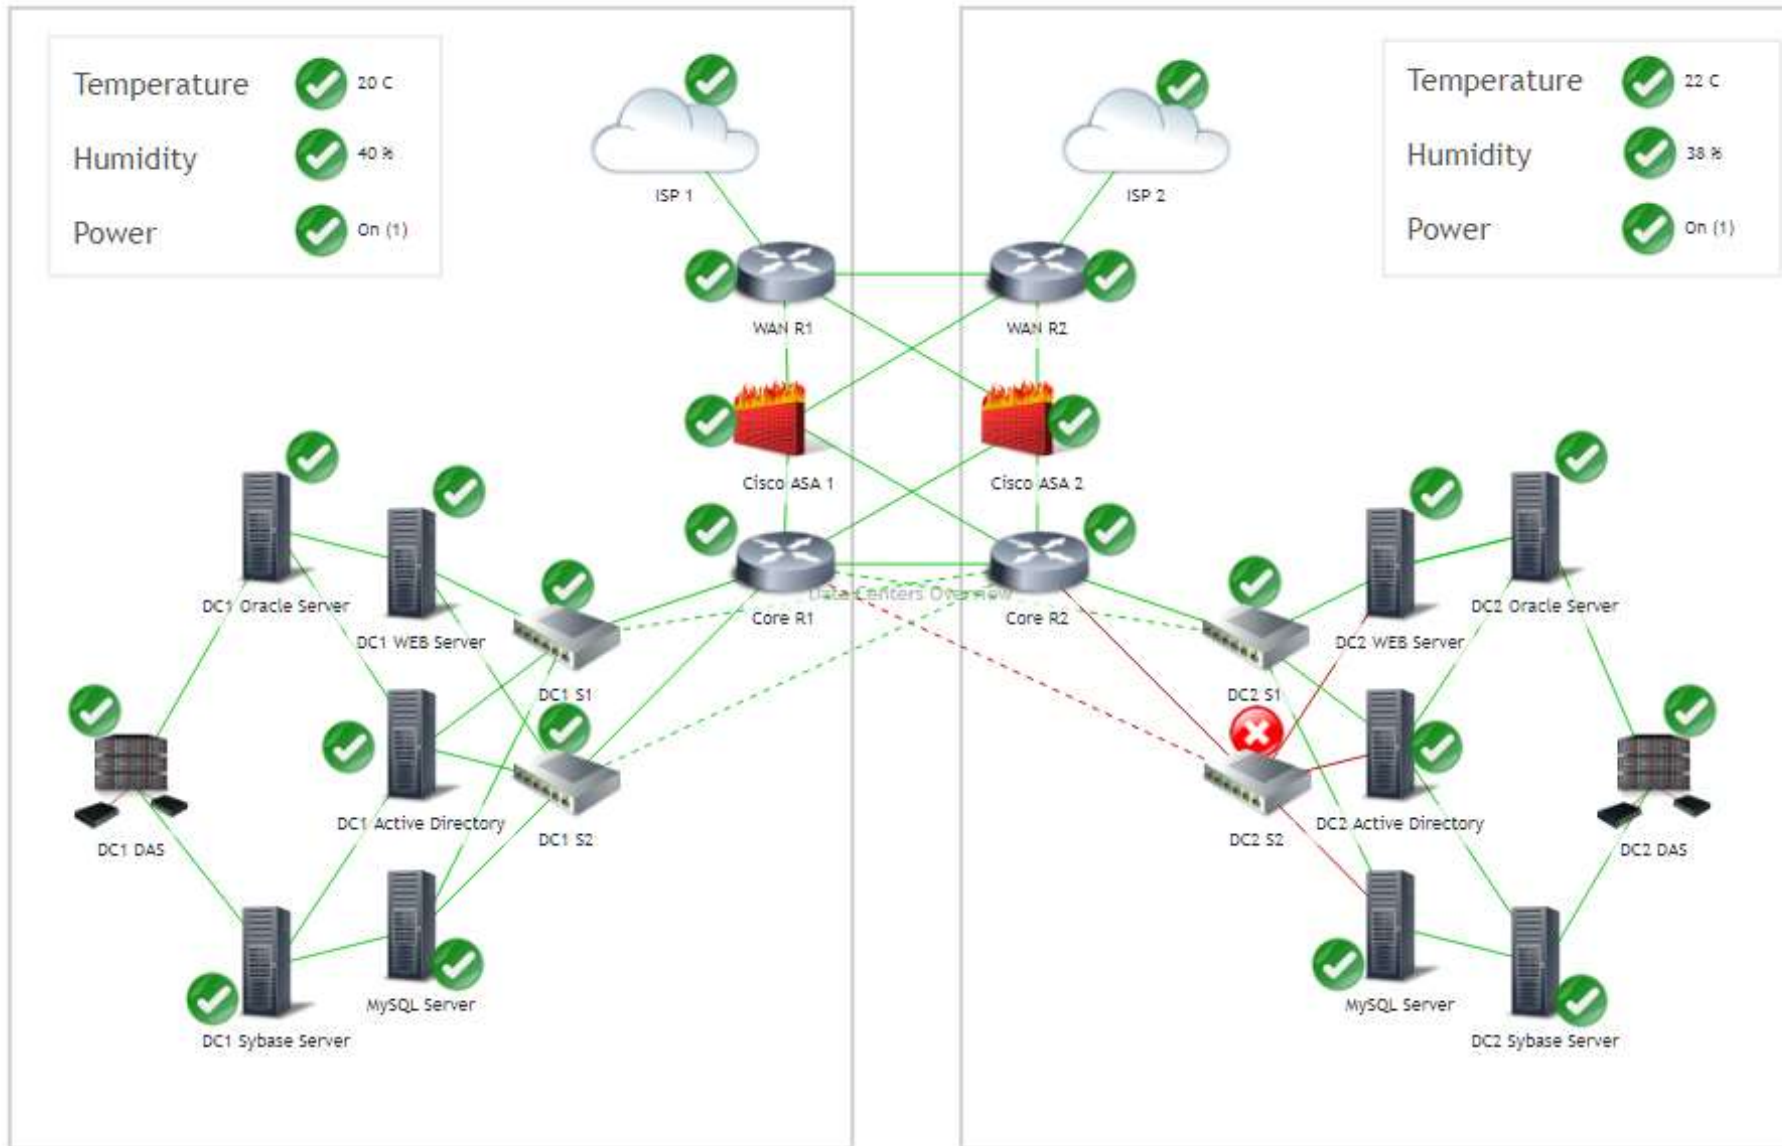 Temperature
20 C
Humidity
40 %
Power
On (1)
ISP 1
ISP 2
Temperature
22 C
Humidity
38 %
Power
On (1)
WAN R1
WAN R2
Cisco ASA 1
Cisco ASA 2
Data Centers Overview
Core R1
Core R2
DC1 Oracle Server
DC1 WEB Server
DC1 S1
DC1 Active Directory
DC1 S2
DC1 DAS
MySQL Server
DC1 Sybase Server
DC2 Oracle Server
DC2 WEB Server
DC2 S1
DC2 Active Directory
DC2 S2
DC2 DAS
MySQL Server
DC2 Sybase Server